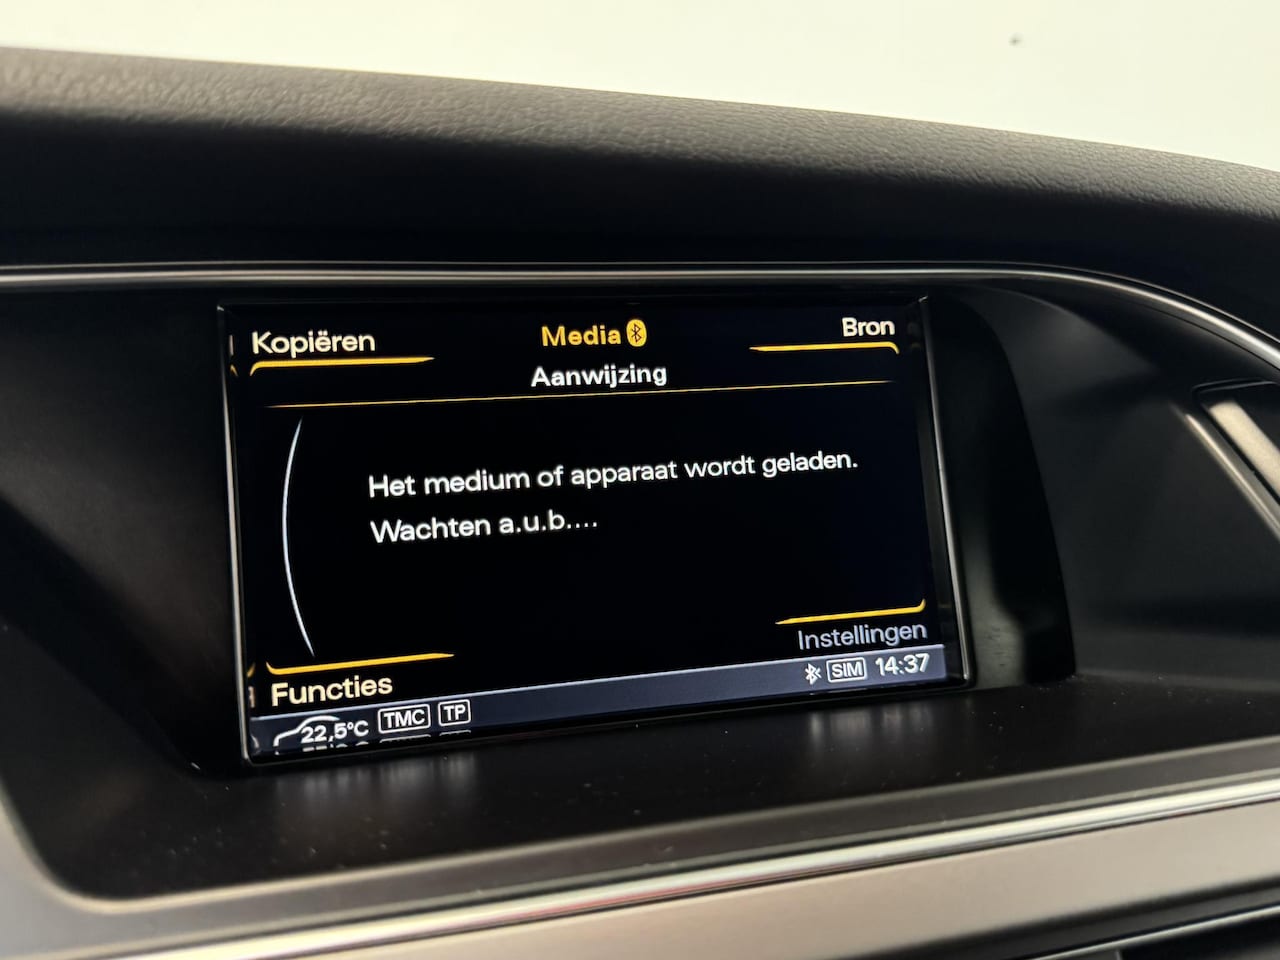 Kopiëren
Media
Bron
Aanwijzing
Het medium of apparaat wordt geladen.
Wachten a.u.b....
Instellingen
Functies
22,5°C TMC TP
SIM 14:37